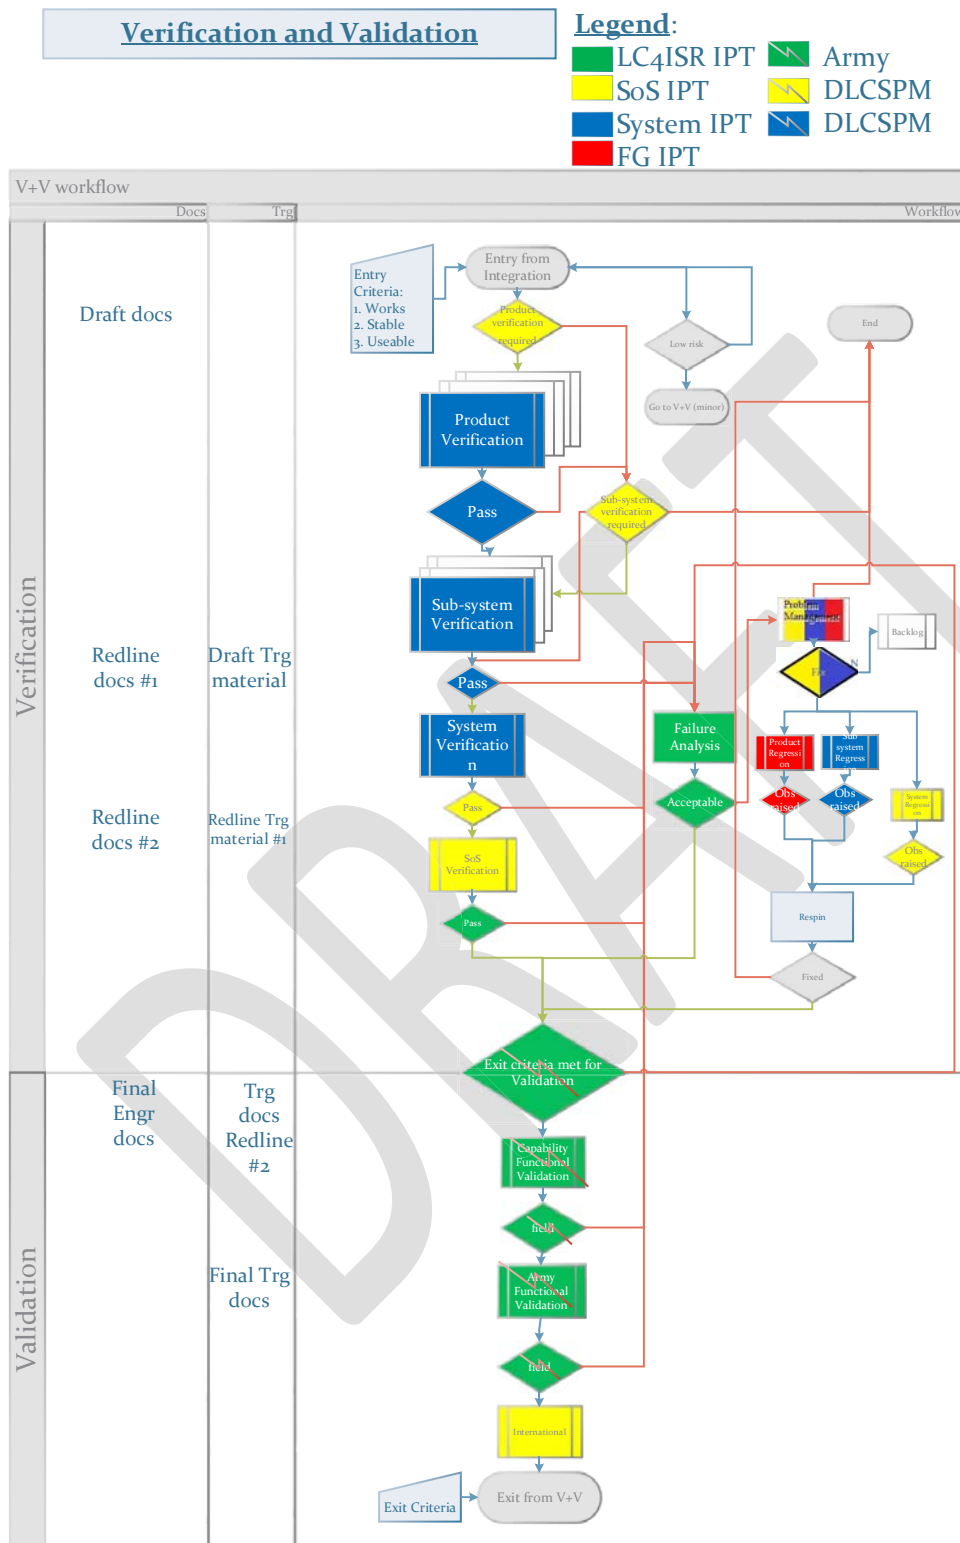 Verification and Validation
Legend:
LC4ISR IPT
Army
SoS IPT
DLCSPM
System IPT
DLCSPM
FG IPT
V+V workflow
Docs
Trg
Workflow
Verification
Validation
Draft docs
Redline
docs #1
Draft Trg
material
Redline
docs #2
Redline Trg
material #1
Final
Engr
docs
Trg
docs
Redline
#2
Final Trg
docs
Entry
Criteria:
1. Works
2. Stable
3. Useable
Entry from
Integration
Product
verification
required
Low risk
Go to V+V (minor)
End
Product
Verification
Pass
Sub-system
verification
required
Sub-system
Verification
Pass
System
Verificatio
n
Pass
SoS
Verification
Pass
Failure
Analysis
Acceptable
Problem
Management
Backlog
N
Product
Regressi
on
Sub
system
Regress
Obs
raised
Obs
raised
System
Regressi
on
Obs
raised
Respin
Fixed
Exit criteria met for
Validation
Capability
Functional
Validation
field
Army
Functional
Validation
field
International
Exit Criteria
Exit from V+V
DRAFT